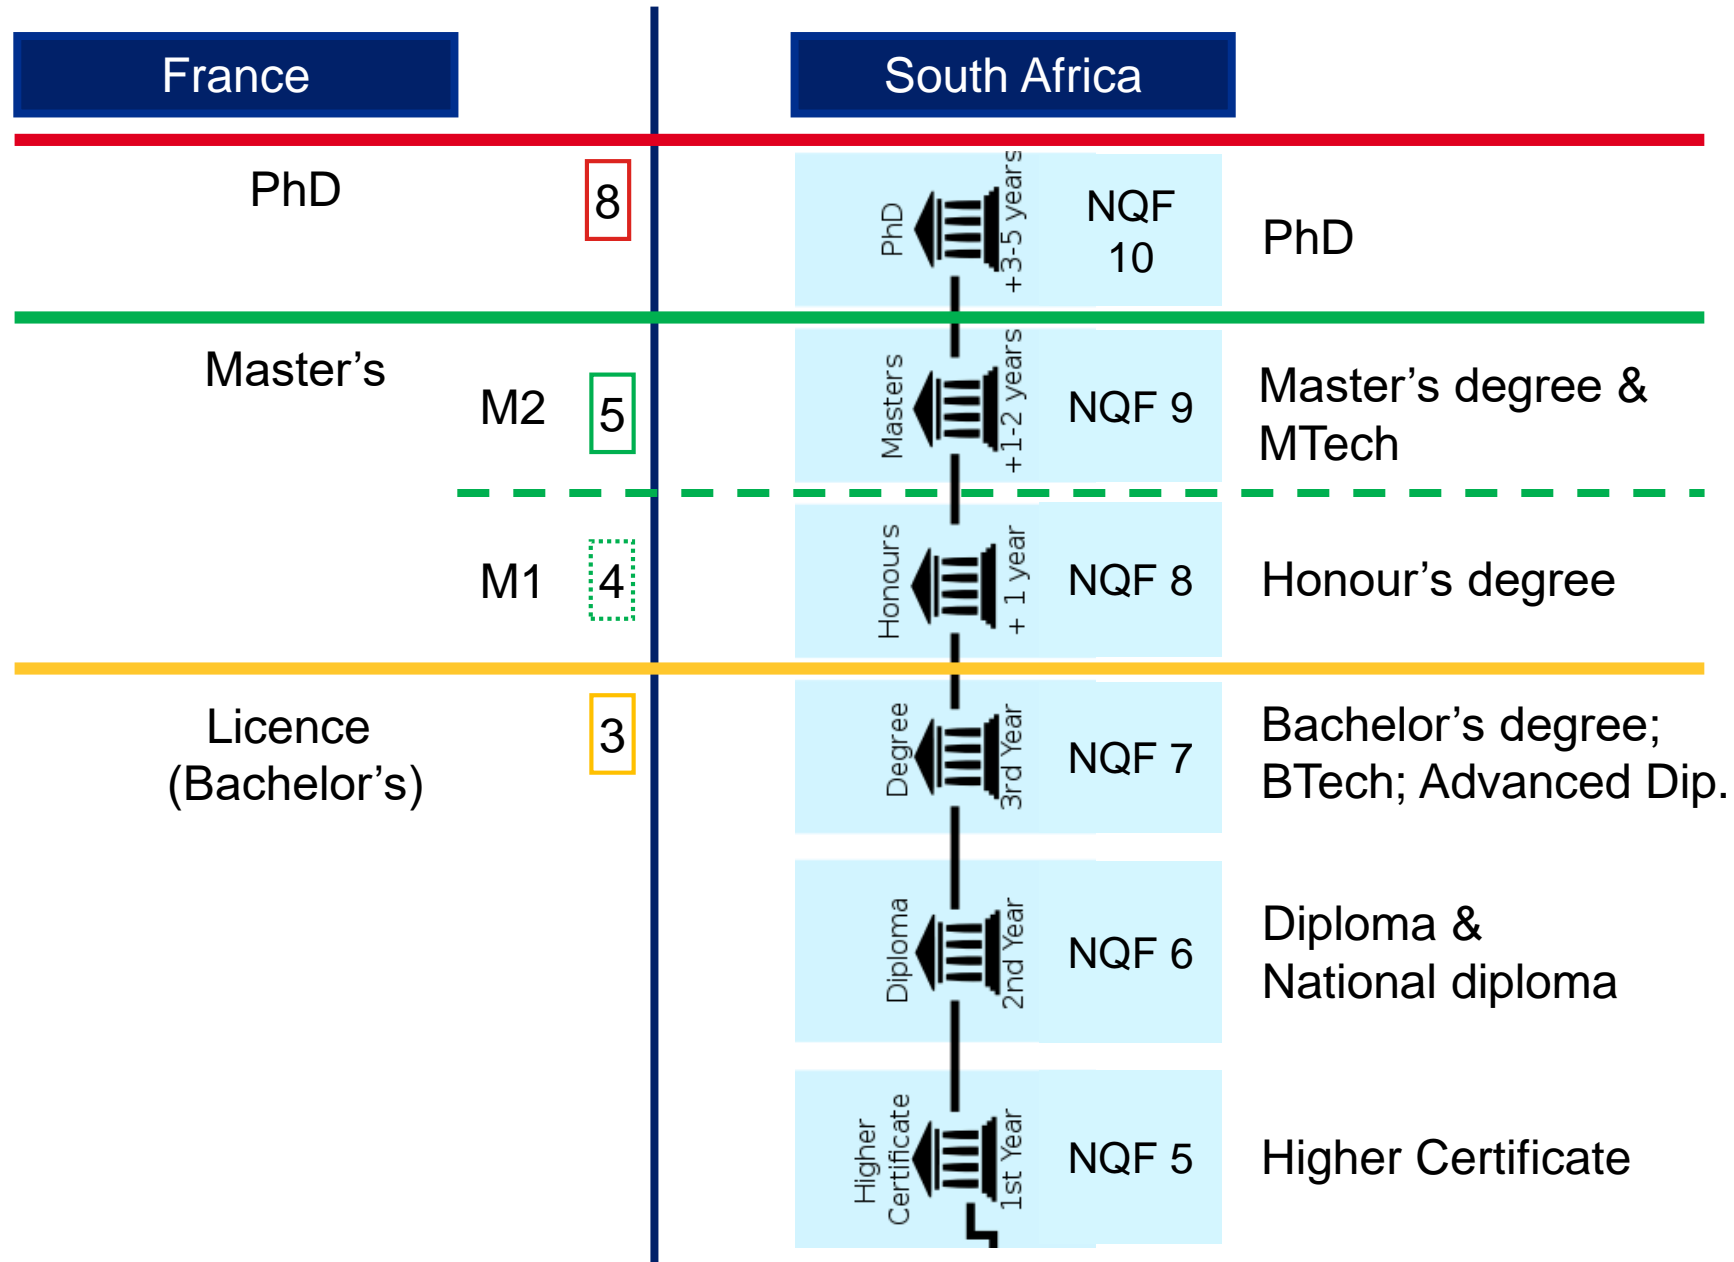 France
South Africa
PhD
8
PhD
+3-5 years
NQF
10
PhD
Master’s
M2
5
Masters
+1-2 years
NQF 9
Master’s degree &
MTech
M1
4
Honours
+ 1 year
NQF 8
Honour’s degree
Licence
(Bachelor’s)
3
Degree
3rd Year
NQF 7
Bachelor’s degree;
BTech; Advanced Dip.
Diploma
2nd Year
NQF 6
Diploma &
National diploma
Higher
Certificate
1st Year
NQF 5
Higher Certificate